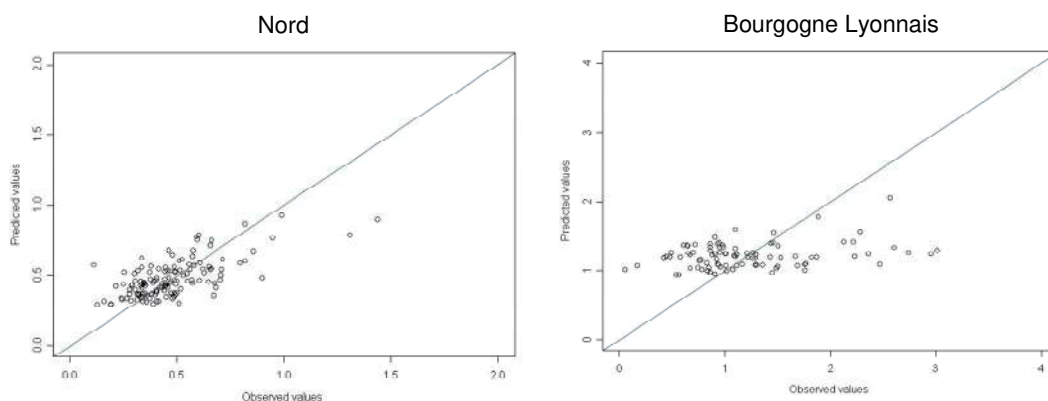 Nord
Predicted values
2.0
1.5
1.0
0.5
0.0
0.0 0.5 1.0 1.5 2.0
Observed values
Bourgogne Lyonnais
Predicted values
4
3
2
1
0
0 1 2 3 4
Observed values